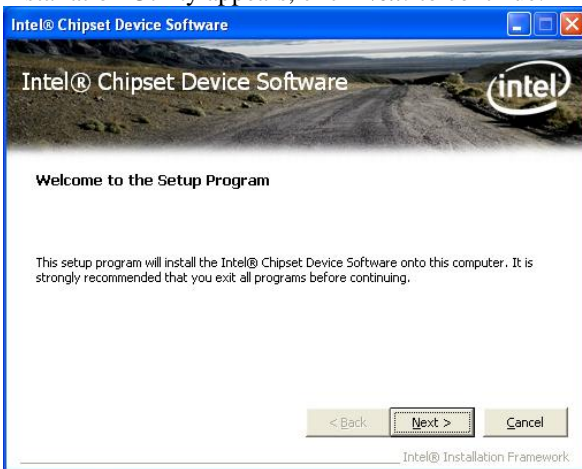 Intel® Chipset Device Software
Intel® Chipset Device Software
intel
Welcome to the Setup Program
This setup program will install the Intel® Chipset Device Software onto this computer. It is
strongly recommended that you exit all programs before continuing.
< Back Next > Cancel
Intel® Installation Framework